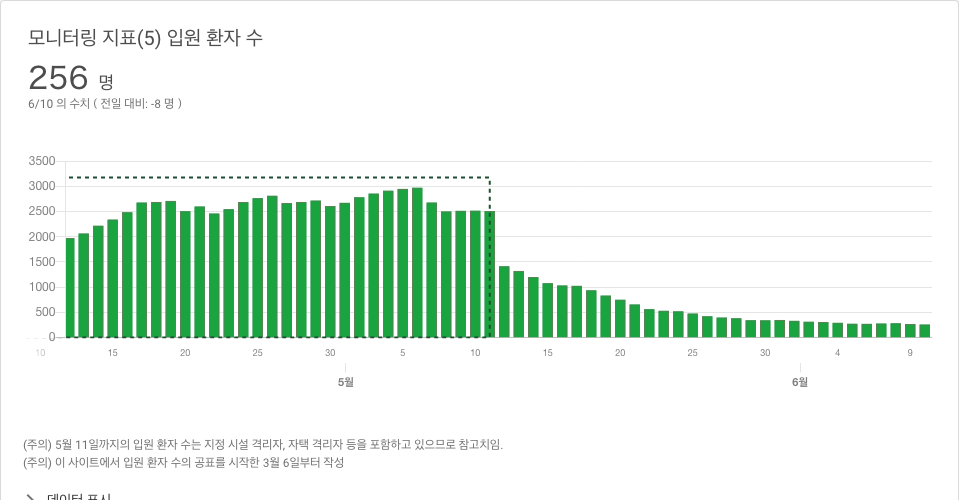 모니터링 지표(5) 입원 환자 수
256 명
6/10 의 수치 ( 전일 대비: -8 명 )
3500
3000
2500
2000
1500
1000
500
0
10 15 20 25 30 5 10 15 20 25 30 4 9
5월 6월
(주의) 5월 11일까지의 입원 환자 수는 지정 시설 격리자, 자택 격리자 등을 포함하고 있으므로 참고치임.
(주의) 이 사이트에서 입원 환자 수의 공표를 시작한 3월 6일부터 작성
데이터 표시